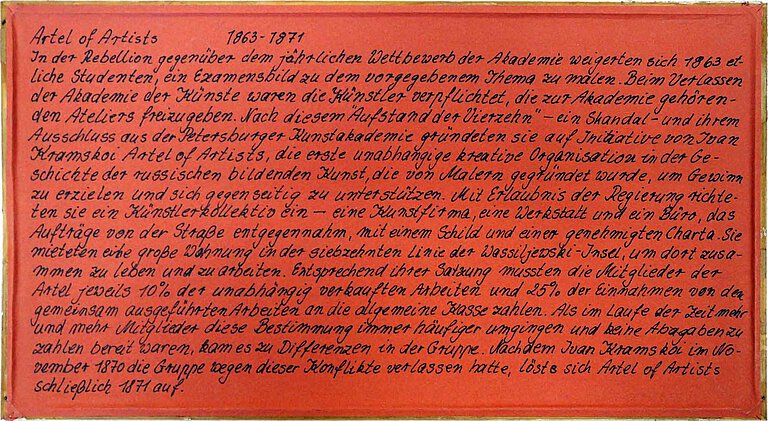 Artel of Artists 1863-1871
In der Rebellion gegenüber dem jährlichen Wettbewerb der Akademie weigerten sich 1863 et-
liche Studenten, ein Examensbild zu dem vorgegebenem Thema zu malen. Beim Verlassen
der Akademie der Künste waren die Künstler verpflichtet, die zur Akademie gehören-
den Ateliers freizugeben. Nach diesem Aufstand der Vierzehn" – ein Skandal – und ihrem
Ausschluss aus der Petersburger Kunstakademie gründeten sie auf Initiative von Ivan
Kramskoi Artel of Artists, die erste unabhängige kreative Organisation in der Ge-
schichte der russischen bildenden Kunst, die von Malern gegründet wurde, um Gewinn
zu erzielen und sich gegenseitig zu unterstützen. Mit Erlaubnis der Regierung richte-
ten sie ein Künstlerkollektiv ein – eine Kunstfirma, eine Werkstatt und ein Büro, das
Aufträge von der Straße entgegennahm, mit einem Schild und einer genehmigten Charta. Sie
mieteten eine große Wohnung in der siebzehnten Linie der Wassiljewski-Insel, um dort zusa-
mmen zu leben und zu arbeiten. Entsprechend ihrer Satzung mussten die Mitglieder der
Artel jeweils 10% der unabhängig verkauften Arbeiten und 25% der Einnahmen von den
gemeinsam ausgeführten Arbeiten an die allgemeine Kasse zahlen. Als im Laufe der Zeit mehr
und mehr Mitglieder diese Bestimmung immer häufiger umgingen und keine Abgaben zu
zahlen bereit waren, kam es zu Differenzen in der Gruppe. Nachdem Ivan Kramskoi im No-
vember 1870 die Gruppe wegen dieser Konflikte verlassen hatte, löste sich Artel of Artists
schließlich 1871 auf.